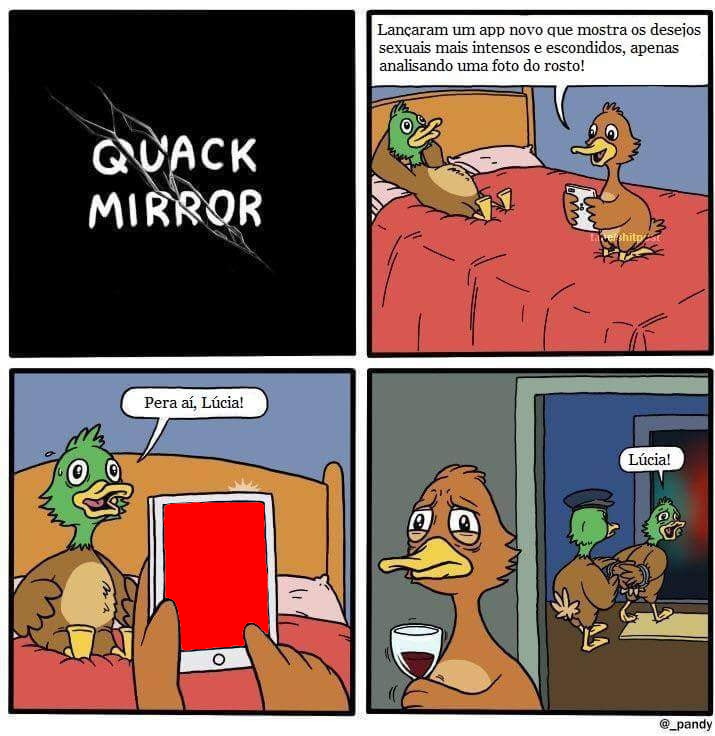 QUACK
MIRROR
Lançaram um app novo que mostra os desejos
sexuais mais intensos e escondidos, apenas
analisando uma foto do rosto!
Pera aí, Lúcia!
Lúcia!
@_pandy